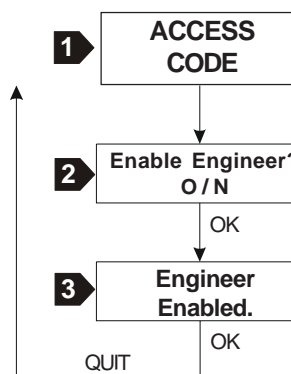 1
ACCESS
CODE
2
Enable Engineer?
O / N
OK
3
Engineer
Enabled.
OK
QUIT